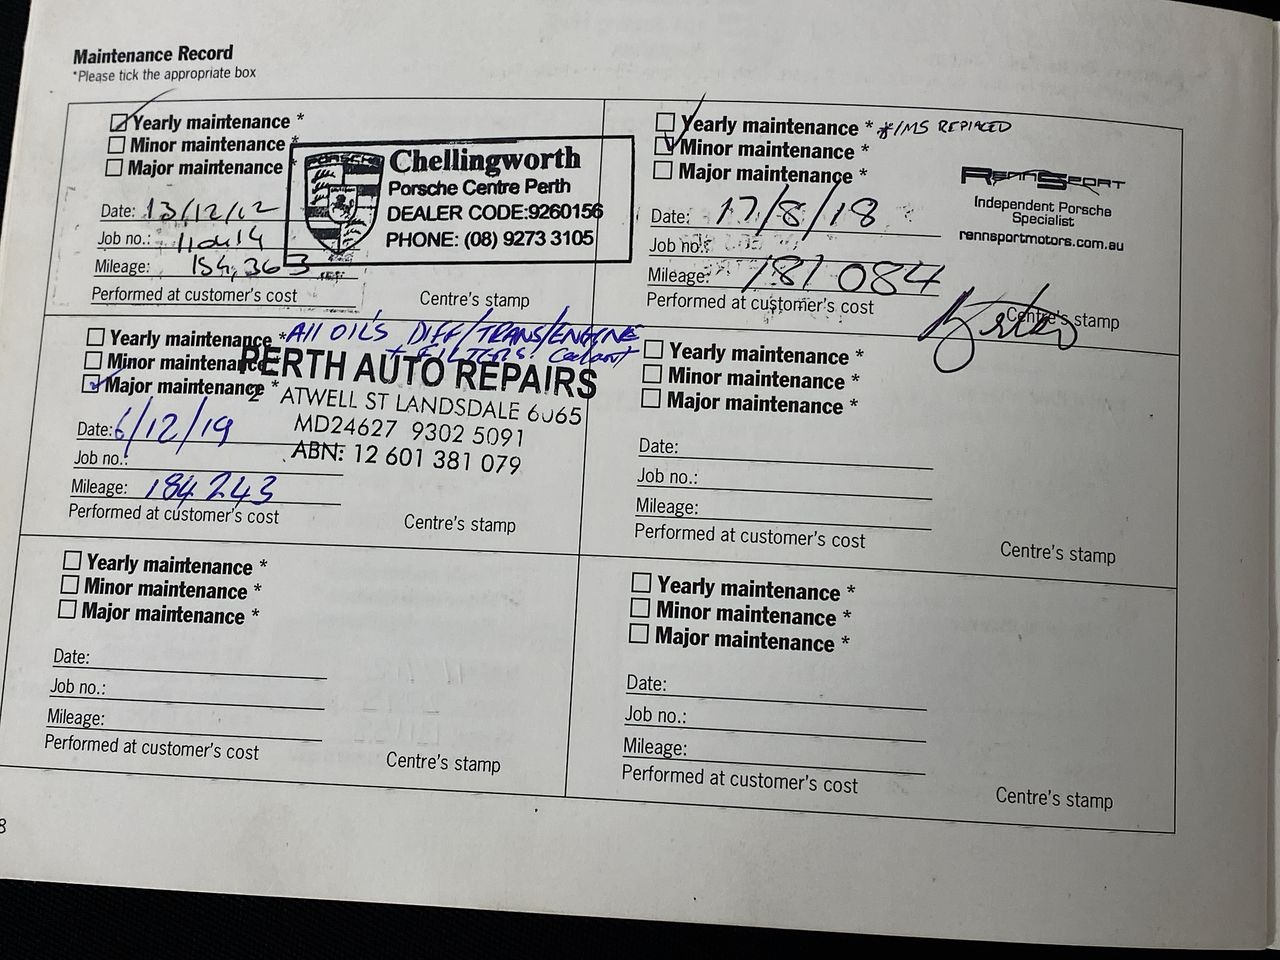 Maintenance Record
*Please tick the appropriate box
Yearly maintenance *
Minor maintenance *
Major maintenance *
Date: 13/12/12
Job no.:
Mileage: 154,363
Performed at customer's cost
Centre's stamp
PORSCHE
Chellingworth
Porsche Centre Perth
DEALER CODE:9260156
PHONE: (08) 9273 3105
Yearly maintenance * */IMS REPLACED
Minor maintenance *
Major maintenance *
Date: 17/8/18
Job no.:
Mileage: 181 084
Performed at customer's cost
Centre's stamp
RENNSPORT
Independent Porsche
Specialist
rennsportmotors.com.au
Yearly maintenance * All OIL'S DIFF/TRANS/ENGINE
+ FILTERS. Coolant
Minor maintenance
Major maintenance *
Date: 6/12/19
Job no.:
Mileage: 184 243
Performed at customer's cost
Centre's stamp
PERTH AUTO REPAIRS
2 ATWELL ST LANDSDALE 6065
MD24627 9302 5091
ABN: 12 601 381 079
Yearly maintenance *
Minor maintenance *
Major maintenance *
Date:
Job no.:
Mileage:
Performed at customer's cost
Centre's stamp
Yearly maintenance *
Minor maintenance *
Major maintenance *
Date:
Job no.:
Mileage:
Performed at customer's cost
Centre's stamp
Yearly maintenance *
Minor maintenance *
Major maintenance *
Date:
Job no.:
Mileage:
Performed at customer's cost
Centre's stamp
8